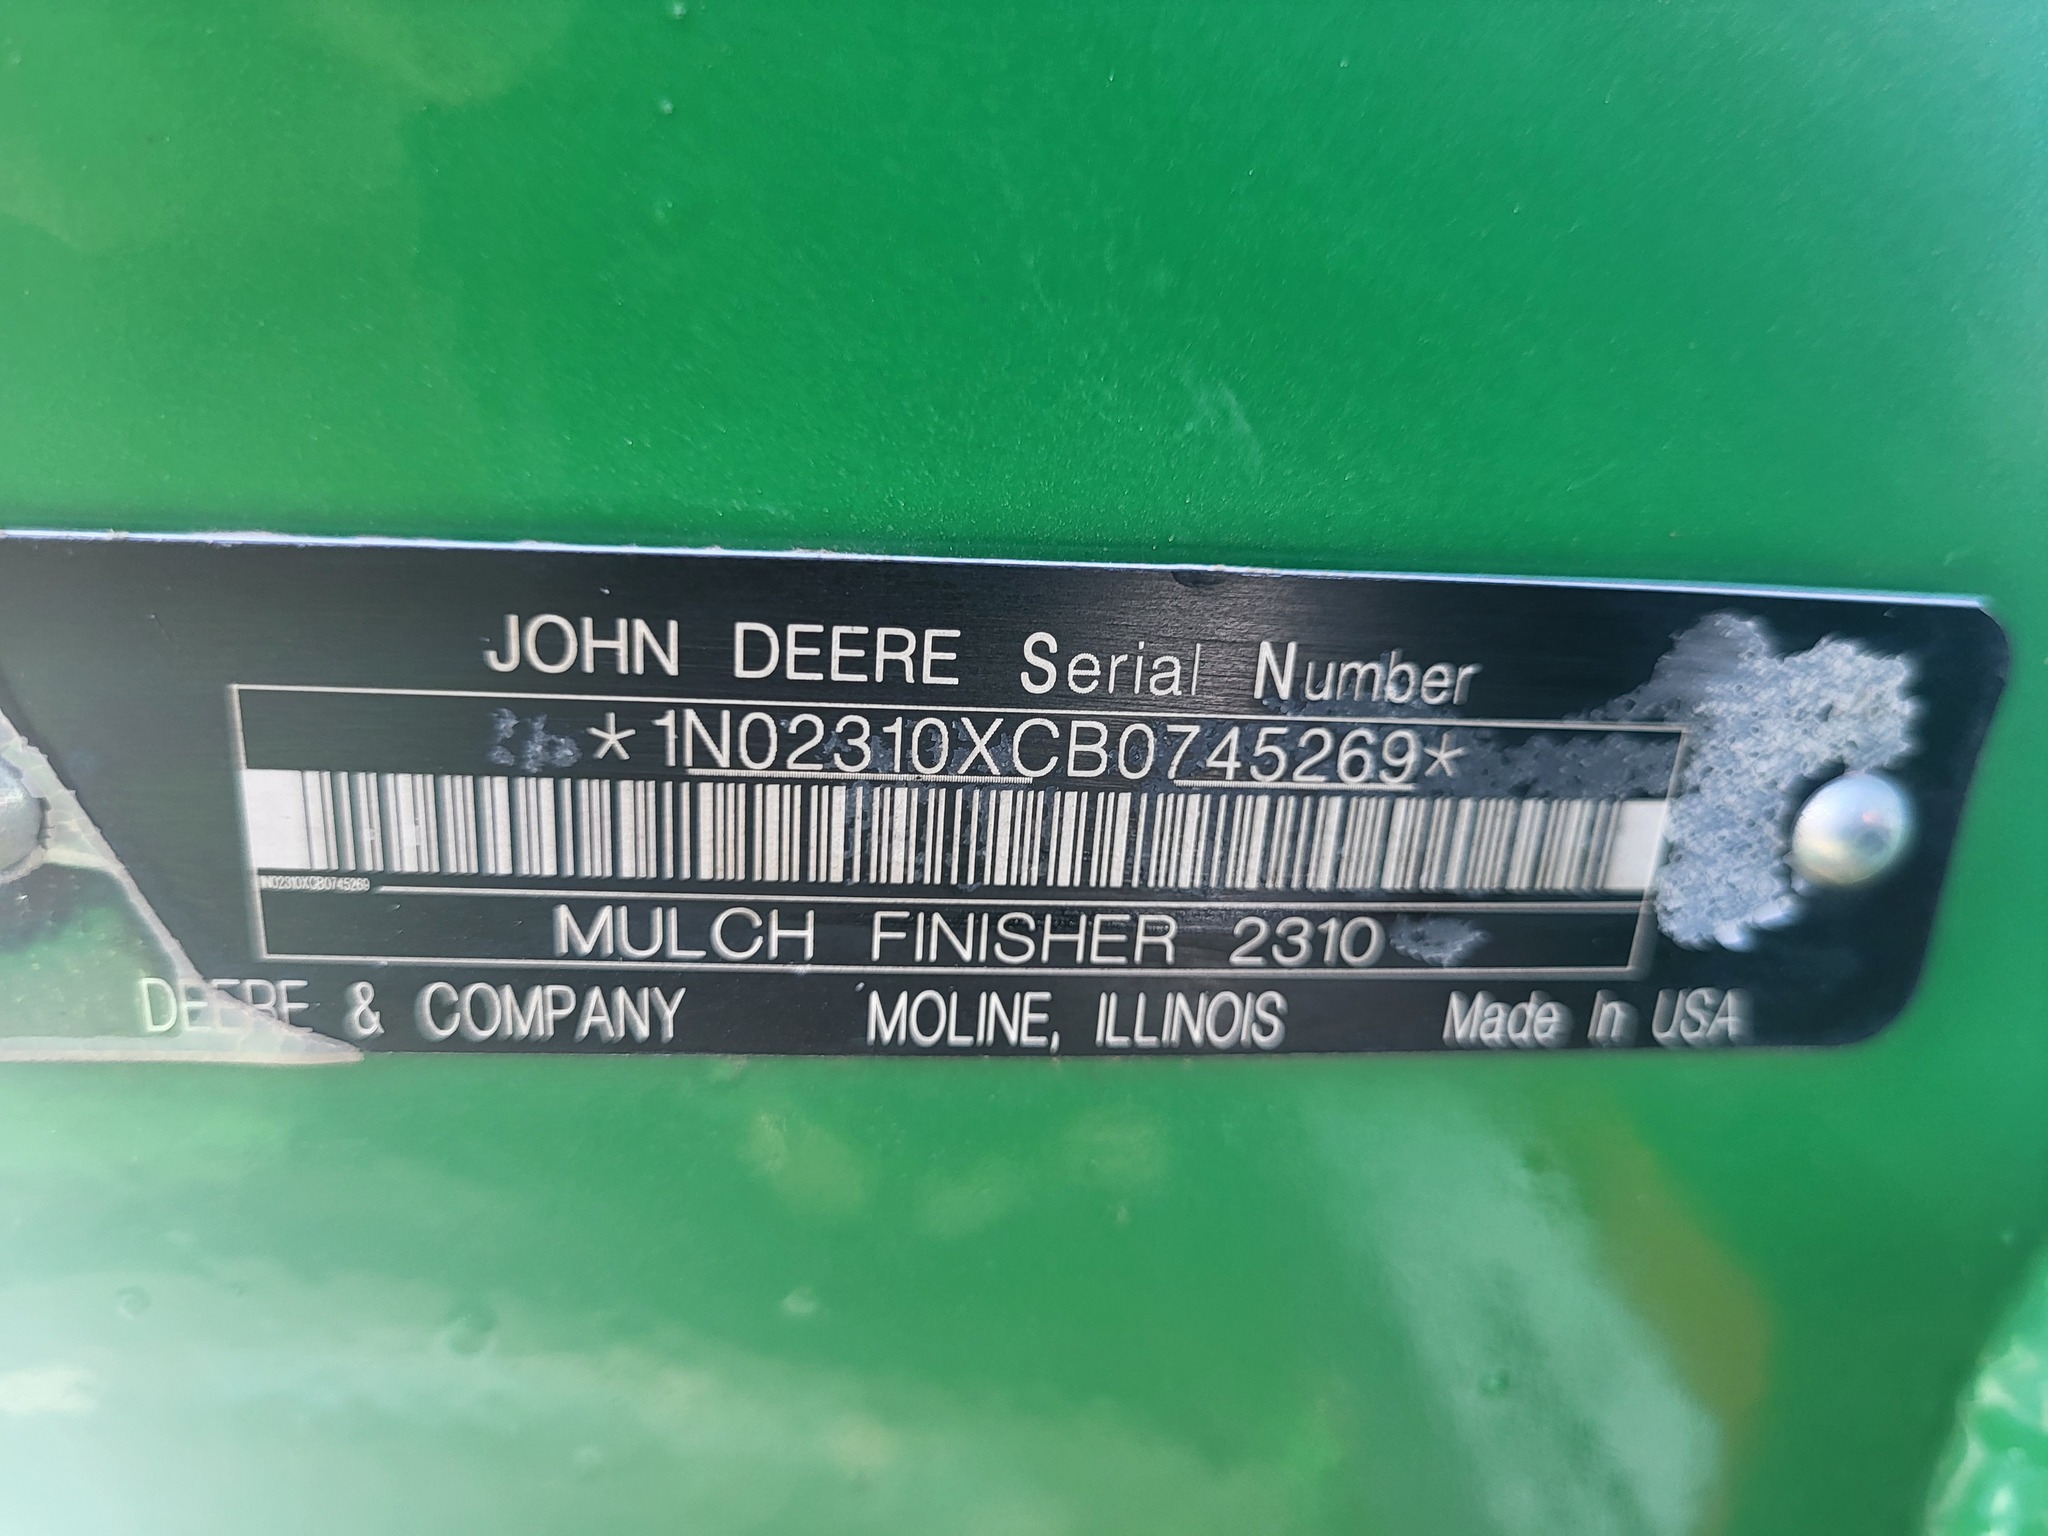 JOHN DEERE Serial Number
*1N02310XCB0745269*
1N02310XCB0745269
MULCH FINISHER 2310
DEERE & COMPANY MOLINE, ILLINOIS Made In USA